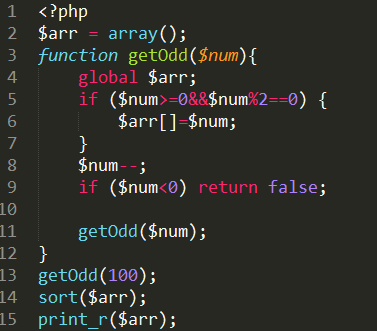 1 <?php
2 $arr = array();
3 function getOdd($num){
4     global $arr;
5     if ($num>=0&&$num%2==0) {
6         $arr[]=$num;
7     }
8     $num--;
9     if ($num<0) return false;
10
11     getOdd($num);
12 }
13 getOdd(100);
14 sort($arr);
15 print_r($arr);